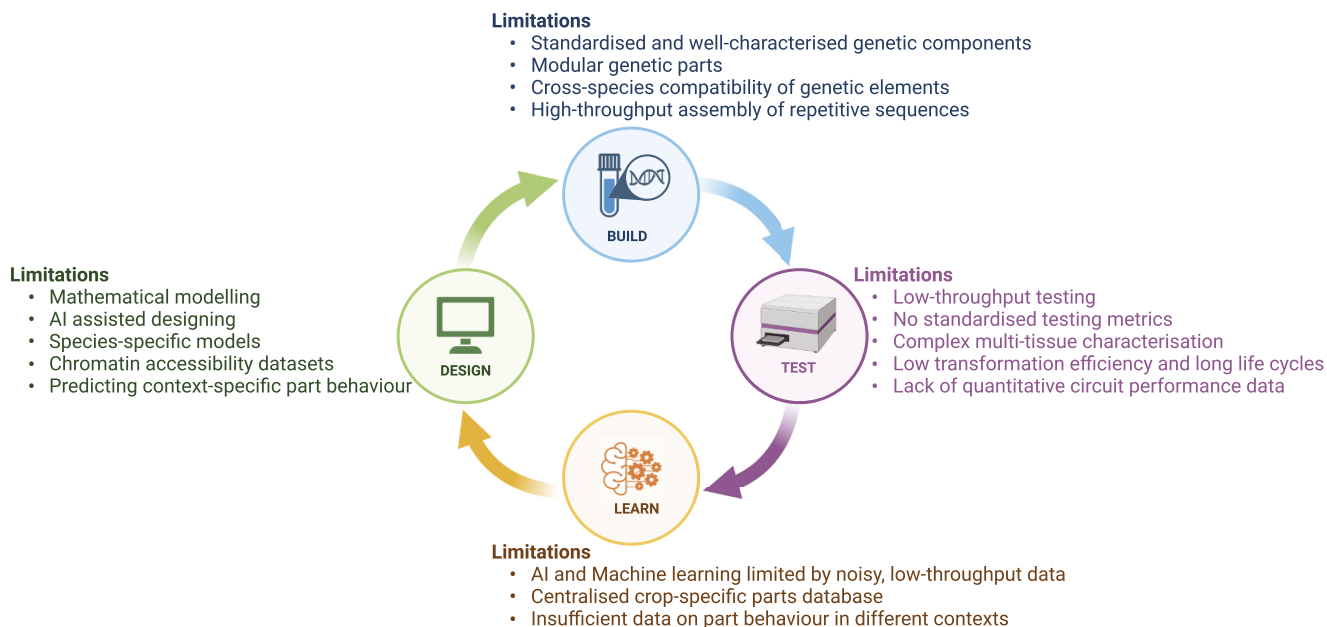 Limitations
• Standardised and well-characterised genetic components
• Modular genetic parts
• Cross-species compatibility of genetic elements
• High-throughput assembly of repetitive sequences
BUILD
Limitations
• Mathematical modelling
• AI assisted designing
• Species-specific models
• Chromatin accessibility datasets
• Predicting context-specific part behaviour
DESIGN
Limitations
• Low-throughput testing
• No standardised testing metrics
• Complex multi-tissue characterisation
• Low transformation efficiency and long life cycles
• Lack of quantitative circuit performance data
TEST
LEARN
Limitations
• AI and Machine learning limited by noisy, low-throughput data
• Centralised crop-specific parts database
• Insufficient data on part behaviour in different contexts